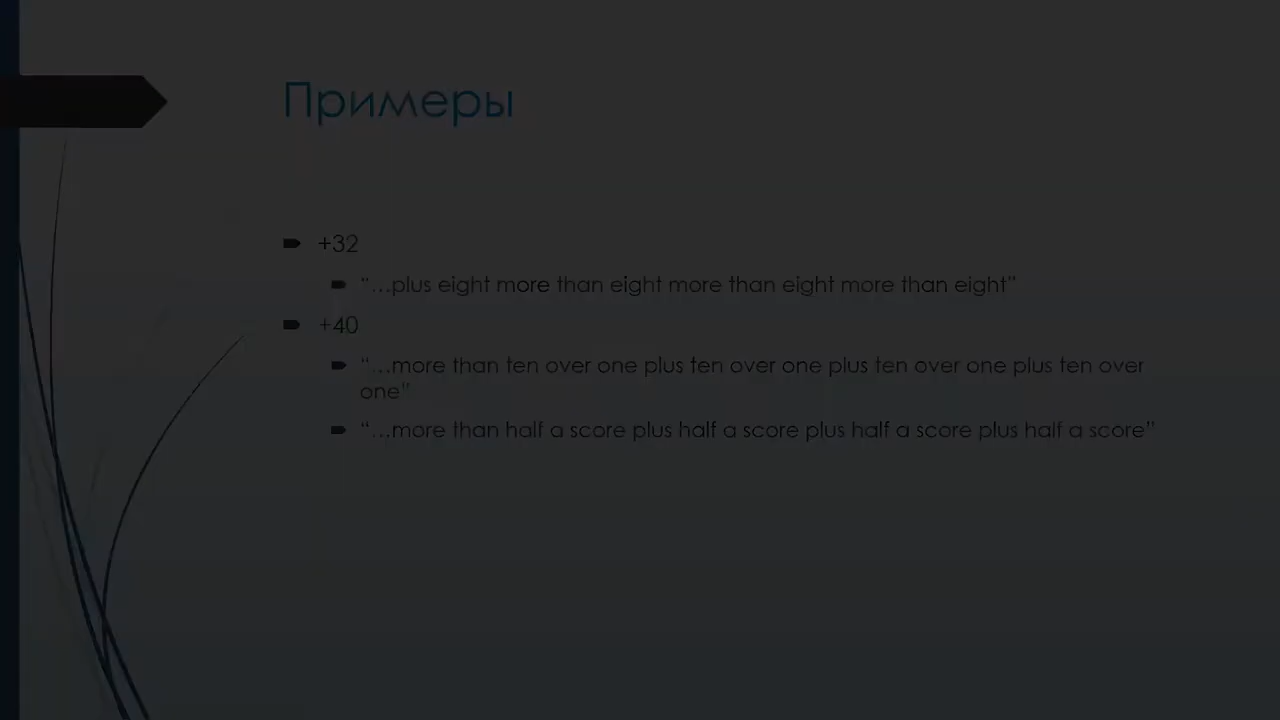 Примеры
+32
“…plus eight more than eight more than eight more than eight”
+40
“…more than ten over one plus ten over one plus ten over one plus ten over
one”
“…more than half a score plus half a score plus half a score plus half a score”